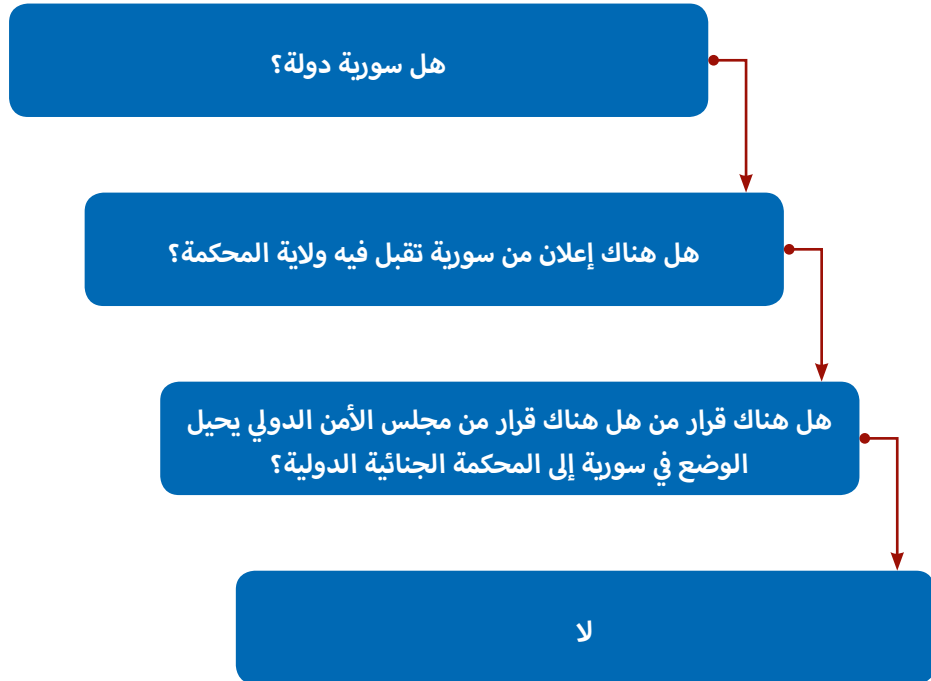 هل سورية دولة؟
هل هناك إعلان من سورية تقبل فيه ولاية المحكمة؟
هل هناك قرار من هل هناك قرار من مجلس الأمن الدولي يحيل
الوضع في سورية إلى المحكمة الجنائية الدولية؟
لا